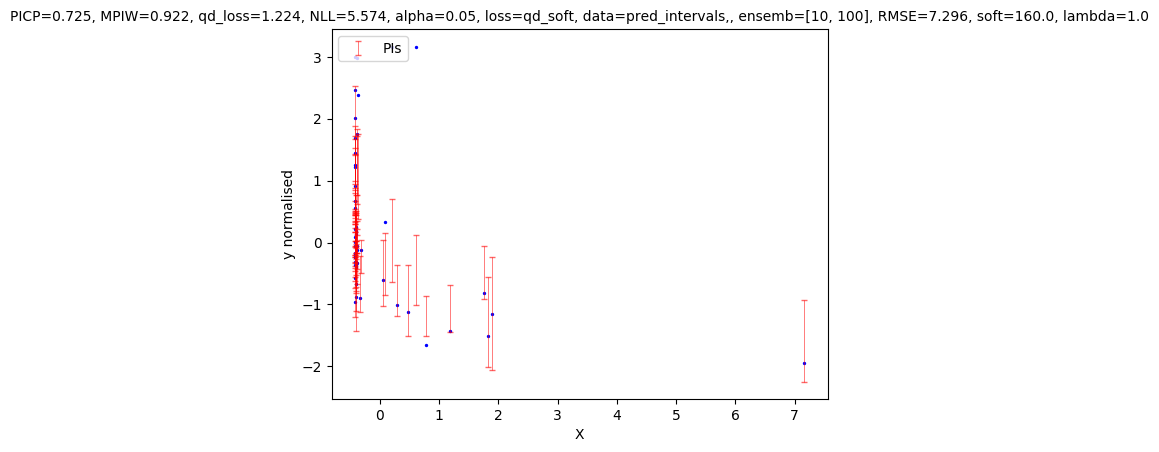 PICP=0.725, MPIW=0.922, qd_loss=1.224, NLL=5.574, alpha=0.05, loss=qd_soft, data=pred_intervals,, ensemb=[10, 100], RMSE=7.296, soft=160.0, lambda=1.0
PIs
3
2
1
0
−1
−2
y normalised
0 1 2 3 4 5 6 7
X